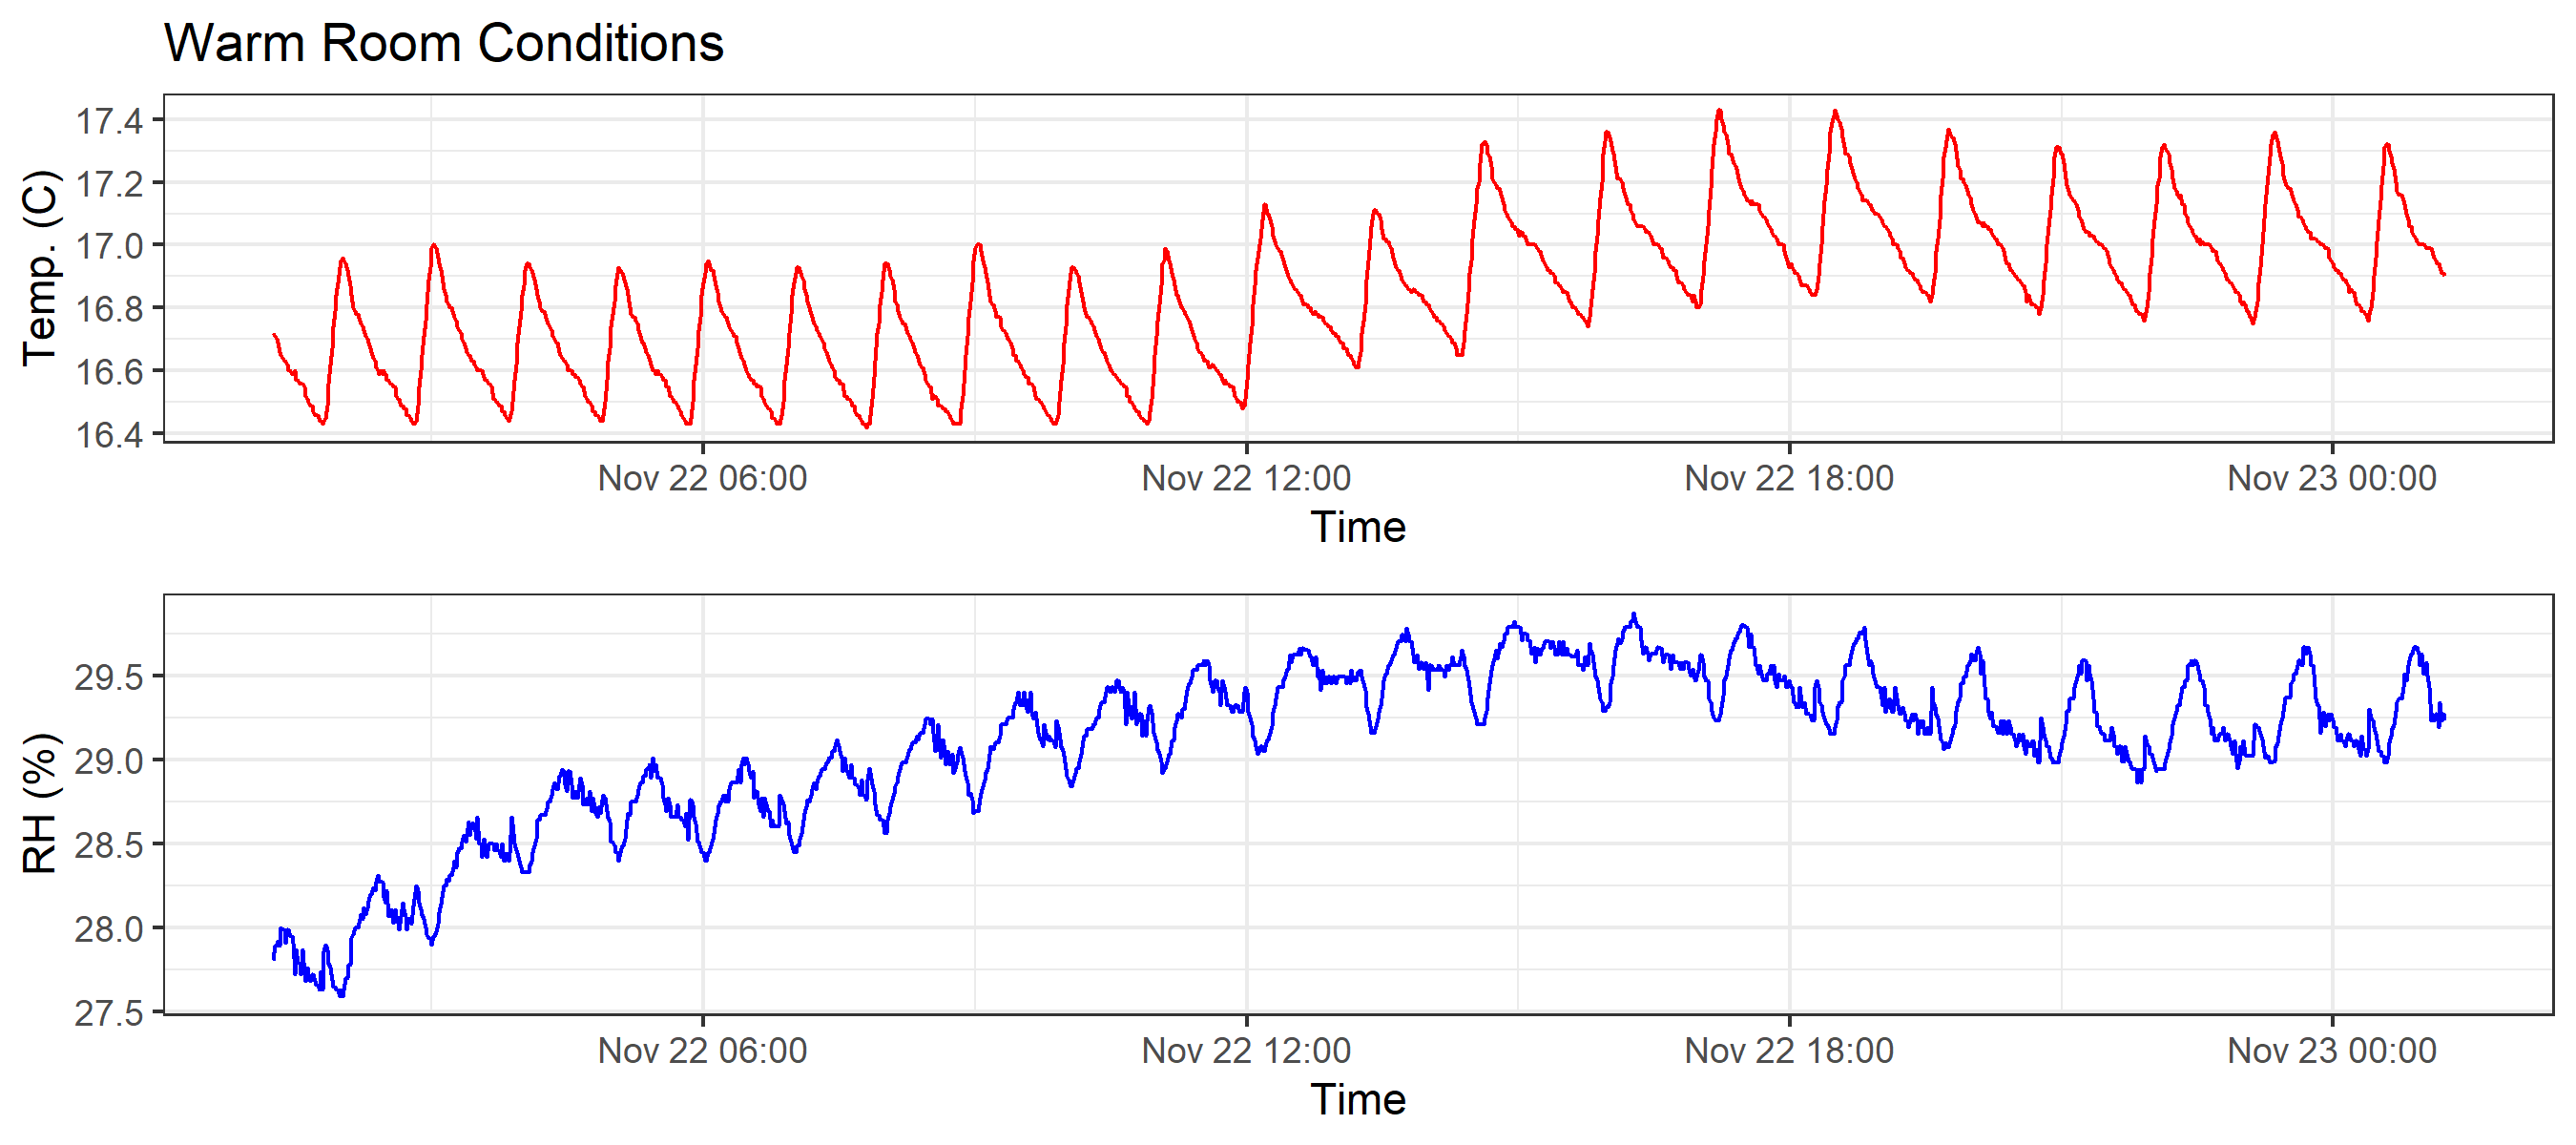 Warm Room Conditions
Temp. (C)
17.4
17.2
17.0
16.8
16.6
16.4
Nov 22 06:00 Nov 22 12:00 Nov 22 18:00 Nov 23 00:00
Time
RH (%)
29.5
29.0
28.5
28.0
27.5
Nov 22 06:00 Nov 22 12:00 Nov 22 18:00 Nov 23 00:00
Time